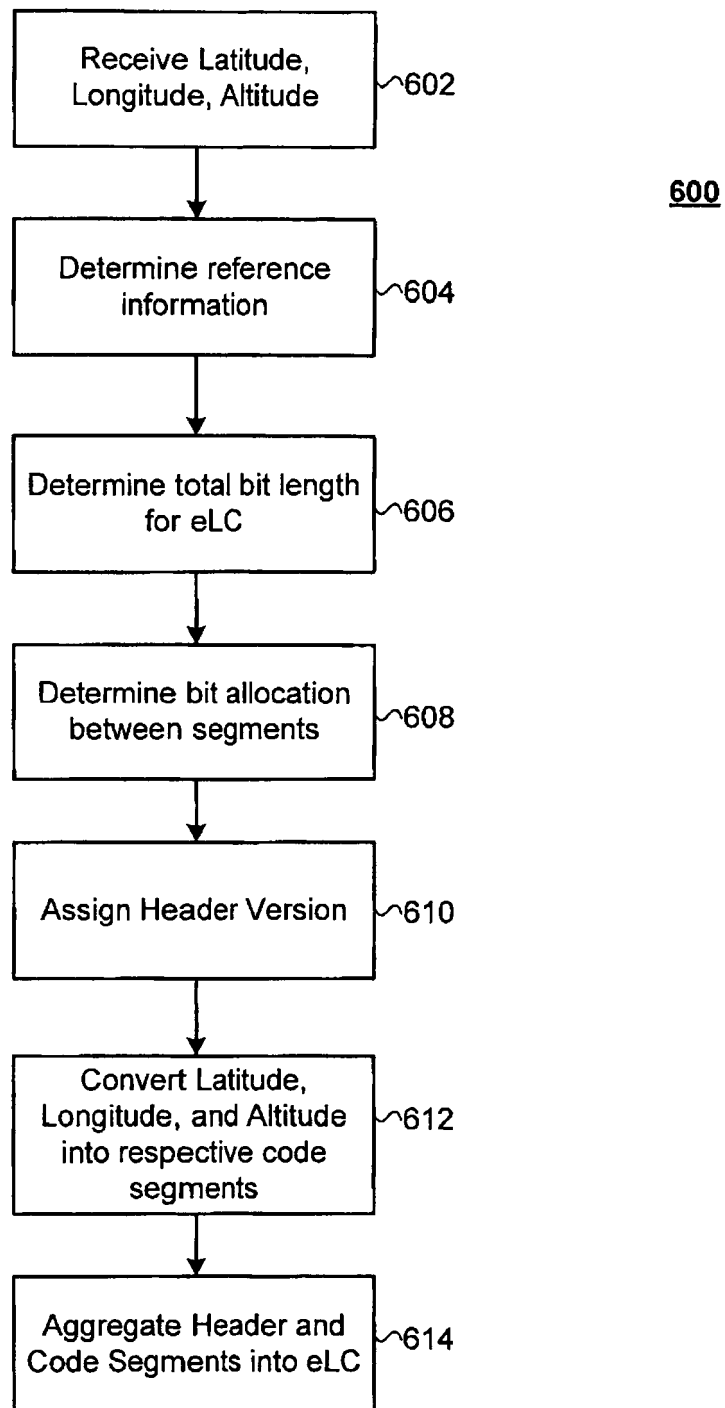 Receive Latitude,
Longitude, Altitude
602
600
Determine reference
information
604
Determine total bit length
for eLC
606
Determine bit allocation
between segments
608
Assign Header Version
610
Convert Latitude,
Longitude, and Altitude
into respective code
segments
612
Aggregate Header and
Code Segments into eLC
614